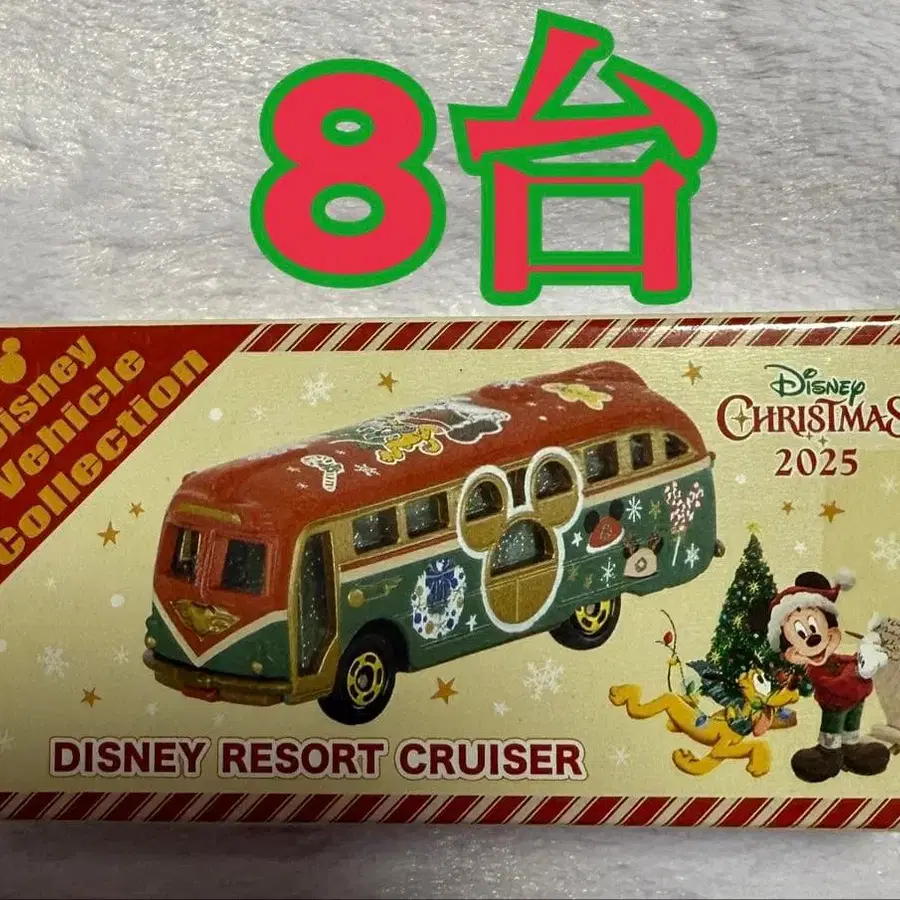 8台
Disney
Vehicle
Collection
Disney
CHRISTMAS
2025
DISNEY RESORT CRUISER